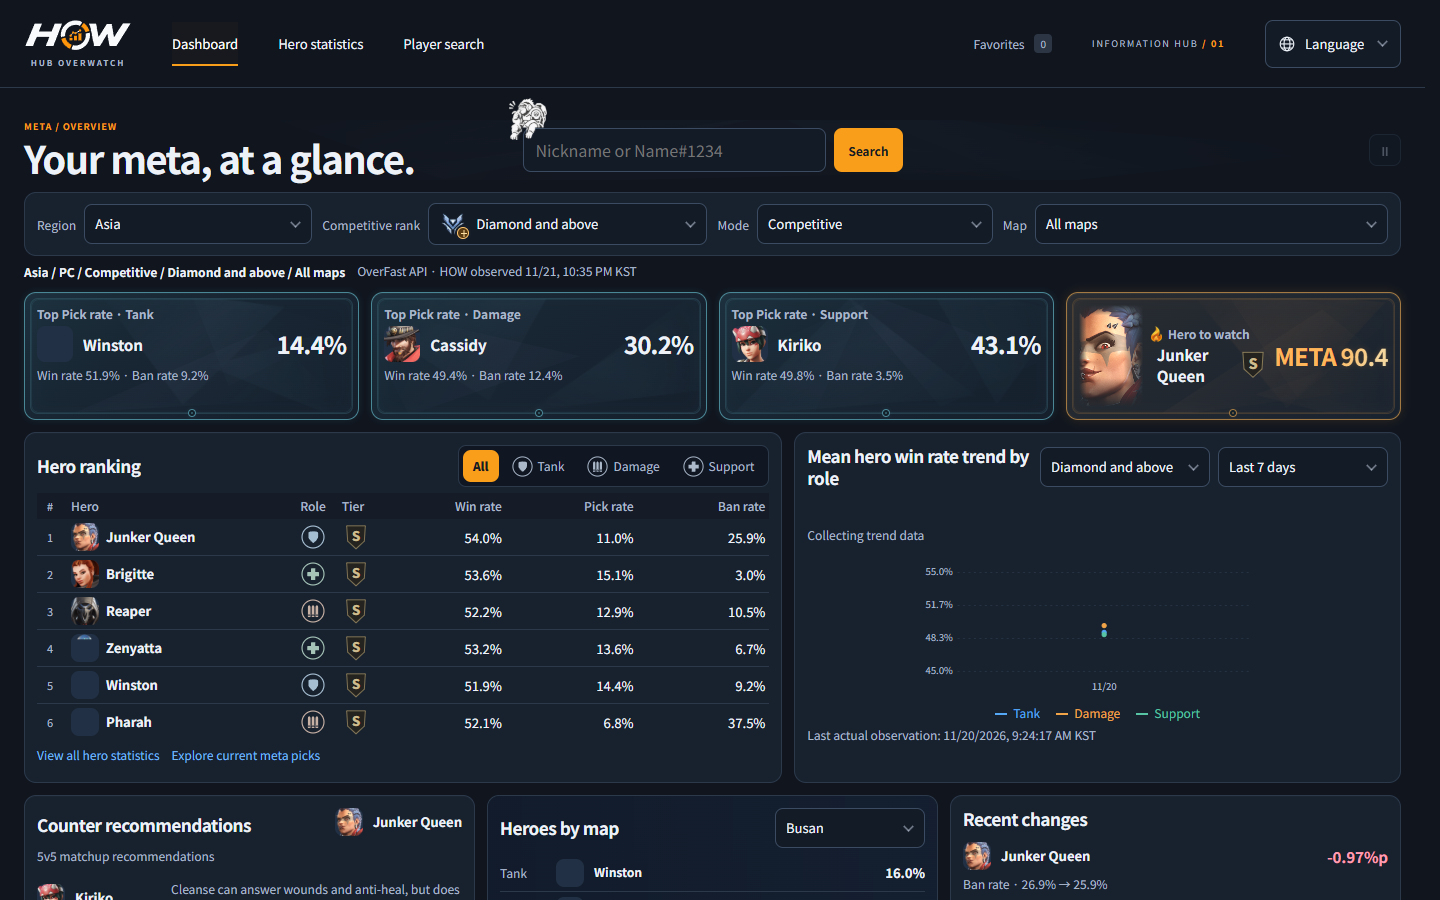 HOW
HUB OVERWATCH
Dashboard
Hero statistics
Player search
Favorites 0
INFORMATION HUB / 01
Language
META / OVERVIEW
Your meta, at a glance.
Nickname or Name#1234
Search
Region
Asia
Competitive rank
Diamond and above
Mode
Competitive
Map
All maps
Asia / PC / Competitive / Diamond and above / All maps
OverFast API · HOW observed 11/21, 10:35 PM KST
Top Pick rate · Tank
Winston
14.4%
Win rate 51.9% · Ban rate 9.2%
Top Pick rate · Damage
Cassidy
30.2%
Win rate 49.4% · Ban rate 12.4%
Top Pick rate · Support
Kiriko
43.1%
Win rate 49.8% · Ban rate 3.5%
Hero to watch
Junker
Queen
S
META 90.4
Hero ranking
All
Tank
Damage
Support
# Hero Role Tier Win rate Pick rate Ban rate
1 Junker Queen S 54.0% 11.0% 25.9%
2 Brigitte S 53.6% 15.1% 3.0%
3 Reaper S 52.2% 12.9% 10.5%
4 Zenyatta S 53.2% 13.6% 6.7%
5 Winston S 51.9% 14.4% 9.2%
6 Pharah S 52.1% 6.8% 37.5%
View all hero statistics
Explore current meta picks
Mean hero win rate trend by
role
Diamond and above
Last 7 days
Collecting trend data
55.0%
51.7%
48.3%
45.0%
11/20
Tank
Damage
Support
Last actual observation: 11/20/2026, 9:24:17 AM KST
Counter recommendations
Junker Queen
5v5 matchup recommendations
Kiriko
Cleanse can answer wounds and anti-heal, but does
Heroes by map
Busan
Tank
Winston
16.0%
Recent changes
Junker Queen
-0.97%p
Ban rate · 26.9% → 25.9%